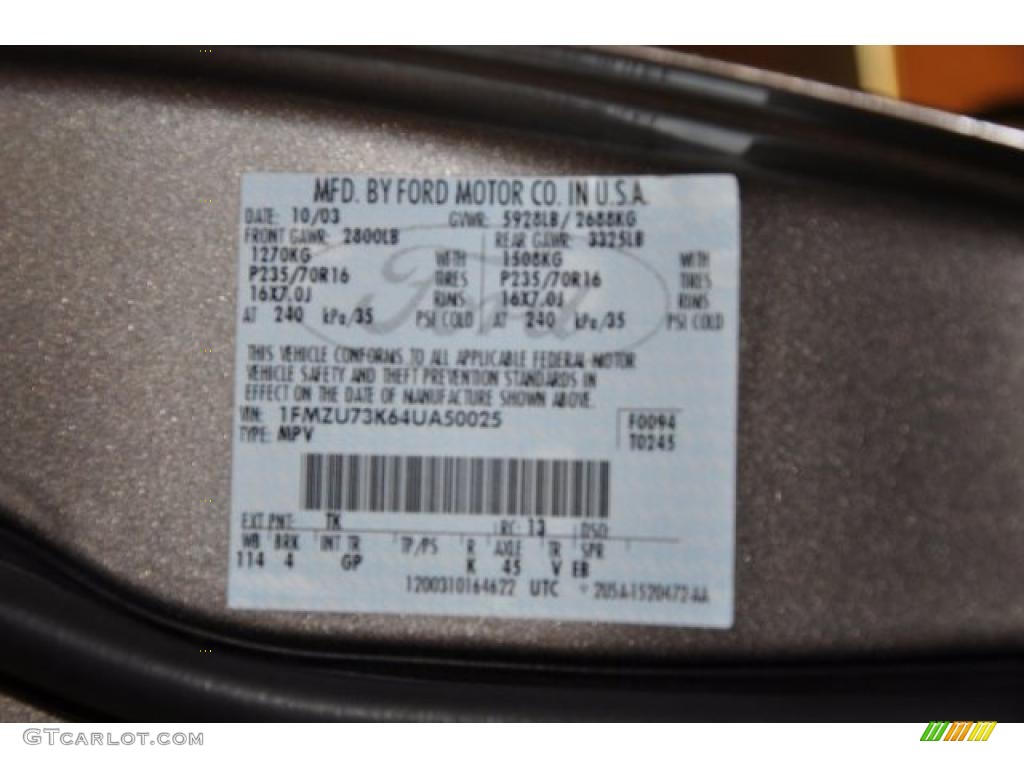 MFD. BY FORD MOTOR CO. IN U.S.A.
DATE: 10/03 GVWR: 5928LB/ 2688KG
FRONT GAWR: 2800LB REAR GAWR: 3325LB
1270KG WITH 1508KG WITH
P235/70R16 TIRES P235/70R16 TIRES
16X7.0J RIMS 16X7.0J RIMS
AT 240 kPa/35 PSI COLD AT 240 kPa/35 PSI COLD
Ford
THIS VEHICLE CONFORMS TO ALL APPLICABLE FEDERAL MOTOR
VEHICLE SAFETY AND THEFT PREVENTION STANDARDS IN
EFFECT ON THE DATE OF MANUFACTURE SHOWN ABOVE.
VIN: 1FMZU73K64UA50025 F0094
TYPE: MPV T0245
EXT PNT: TK RC: 13 DSO
WB BRK INT TR TP/PS R AXLE TR SPR
114 4 GP K 45 V EB
1200310164622 UTC 2U5A-1520472-AA
GTCARLOT.COM